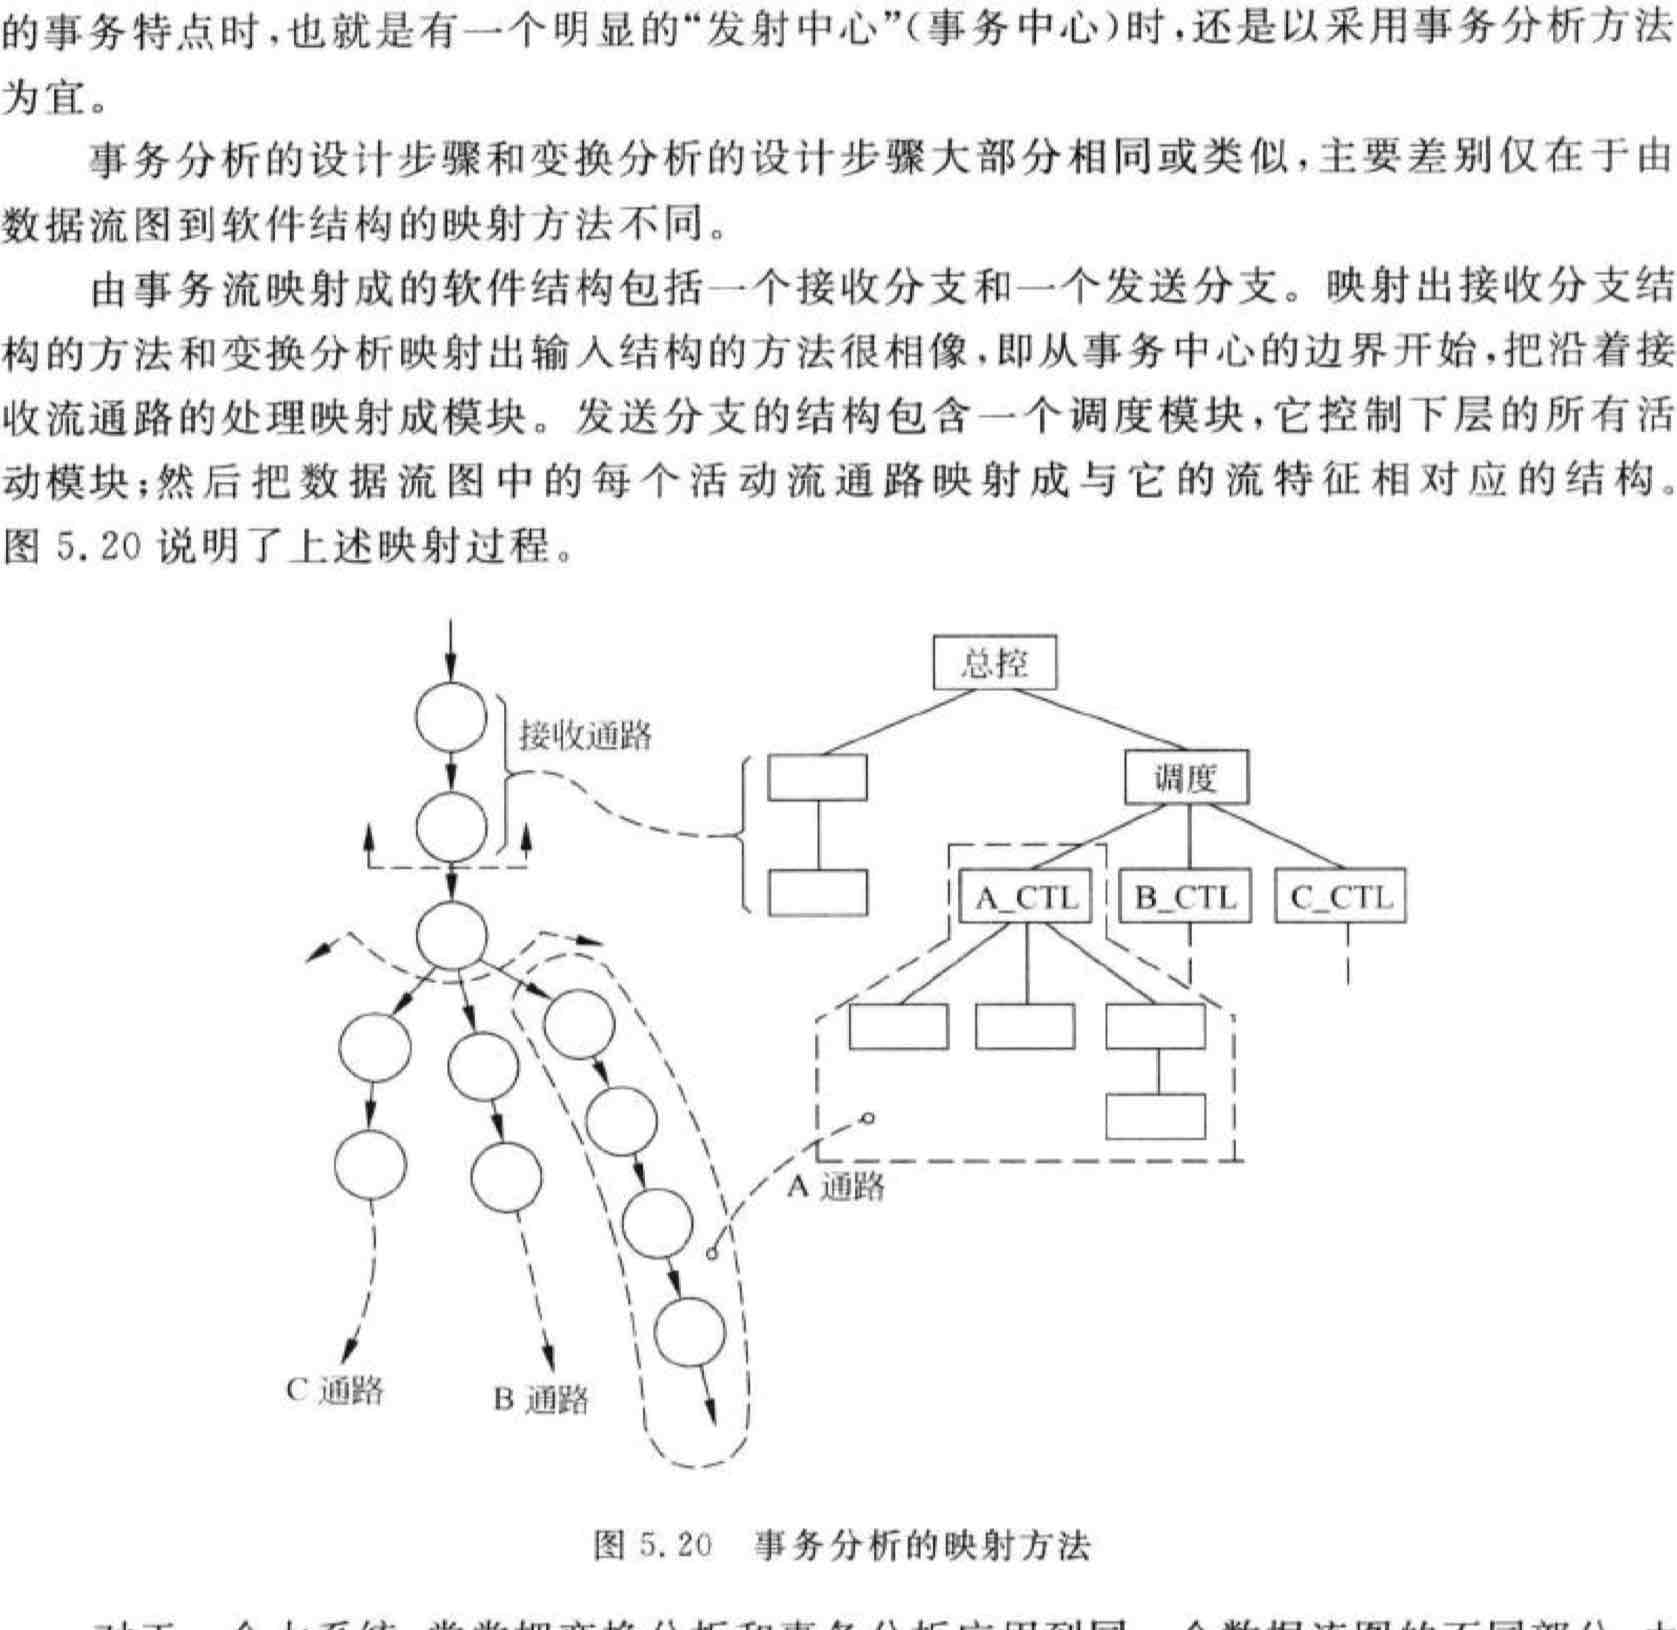 的事务特点时,也就是有一个明显的“发射中心”(事务中心)时,还是以采用事务分析方法
为宜。
事务分析的设计步骤和变换分析的设计步骤大部分相同或类似,主要差别仅在于由
数据流图到软件结构的映射方法不同。
由事务流映射成的软件结构包括一个接收分支和一个发送分支。映射出接收分支结
构的方法和变换分析映射出输入结构的方法很相像,即从事务中心的边界开始,把沿着接
收流通路的处理映射成模块。发送分支的结构包含一个调度模块,它控制下层的所有活
动模块;然后把数据流图中的每个活动流通路映射成与它的流特征相对应的结构。
图 5.20 说明了上述映射过程。
总控
接收通路
调度
A_CTL
B_CTL
C_CTL
A 通路
C 通路
B 通路
图 5.20 事务分析的映射方法